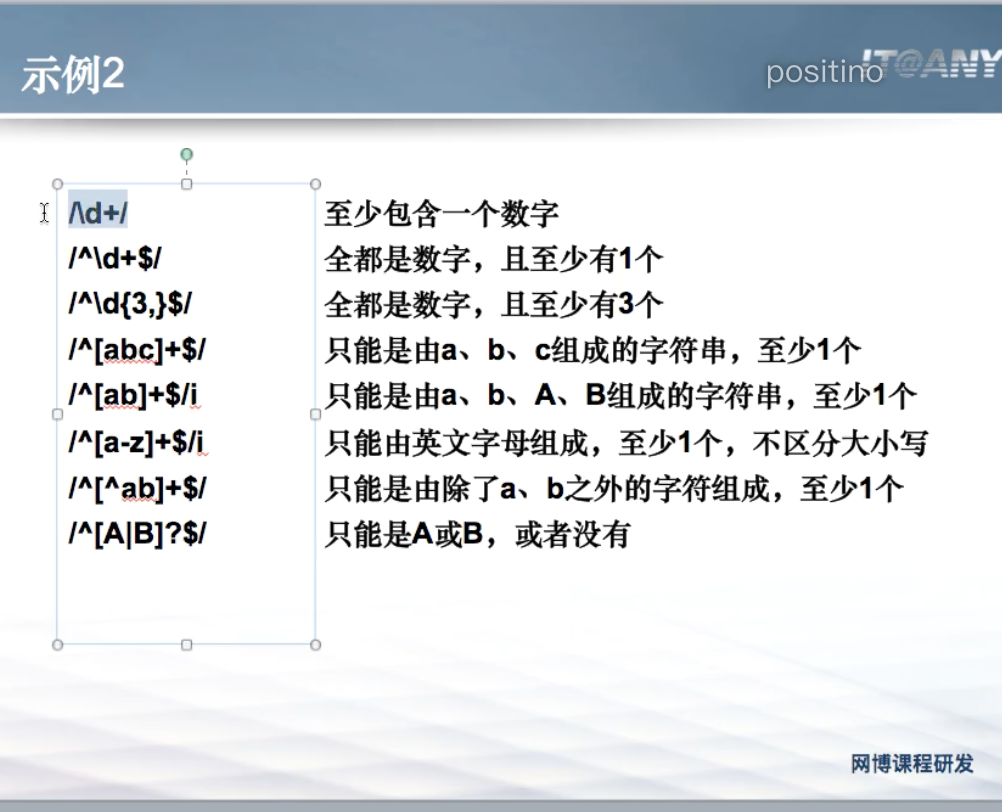 示例2
positino
IT@ANY
/\d+/ 至少包含一个数字
/^\d+$/ 全都是数字，且至少有1个
/^\d{3,}$/ 全都是数字，且至少有3个
/^[abc]+$/ 只能是由a、b、c组成的字符串，至少1个
/^[ab]+$/i 只能是由a、b、A、B组成的字符串，至少1个
/^[a-z]+$/i 只能由英文字母组成，至少1个，不区分大小写
/^[^ab]+$/ 只能是由除了a、b之外的字符组成，至少1个
/^[A|B]?$/ 只能是A或B，或者没有
网博课程研发